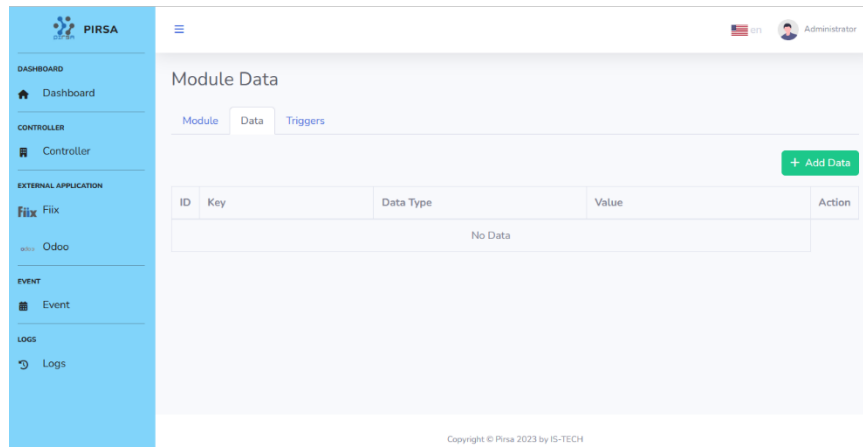 PIRSA
en
Administrator
DASHBOARD
Dashboard
CONTROLLER
Controller
EXTERNAL APPLICATION
Fiix Fiix
Odoo
EVENT
Event
LOGS
Logs
Module Data
Module Data Triggers
+ Add Data
ID Key Data Type Value Action
No Data
Copyright © Pirsa 2023 by IS-TECH